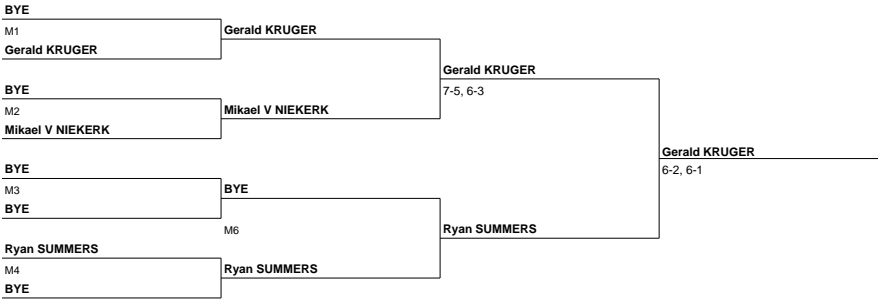 BYE
M1
Gerald KRUGER
BYE
M2
Mikael V NIEKERK
BYE
M3
BYE
Ryan SUMMERS
M4
BYE
Gerald KRUGER
Mikael V NIEKERK
BYE
M6
Ryan SUMMERS
Gerald KRUGER
7-5, 6-3
Ryan SUMMERS
Gerald KRUGER
6-2, 6-1